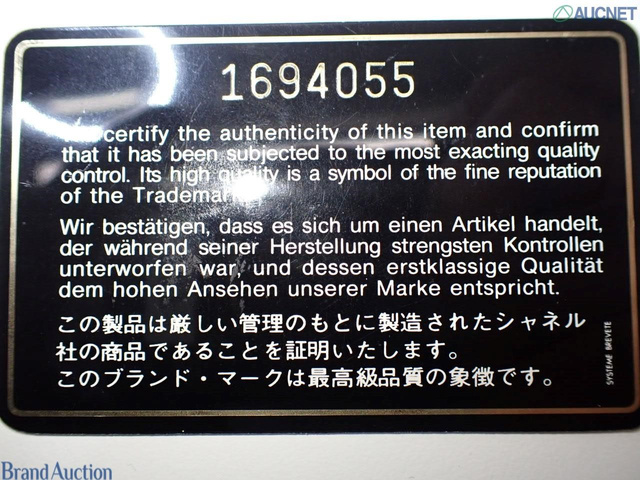 AUCNET
1694055
certify the authenticity of this item and confirm
that it has been subjected to the most exacting quality
control. Its high quality is a symbol of the fine reputation
of the Trademark
Wir bestätigen, dass es sich um einen Artikel handelt,
der während seiner Herstellung strengsten Kontrollen
unterworfen war, und dessen erstklassige Qualität
dem hohen Ansehen unserer Marke entspricht.
この製品は厳しい管理のもとに製造されたシャネル
社の商品であることを証明いたします。
このブランド・マークは最高級品質の象徴です。
SYSTEME BREVETE
Brand Auction